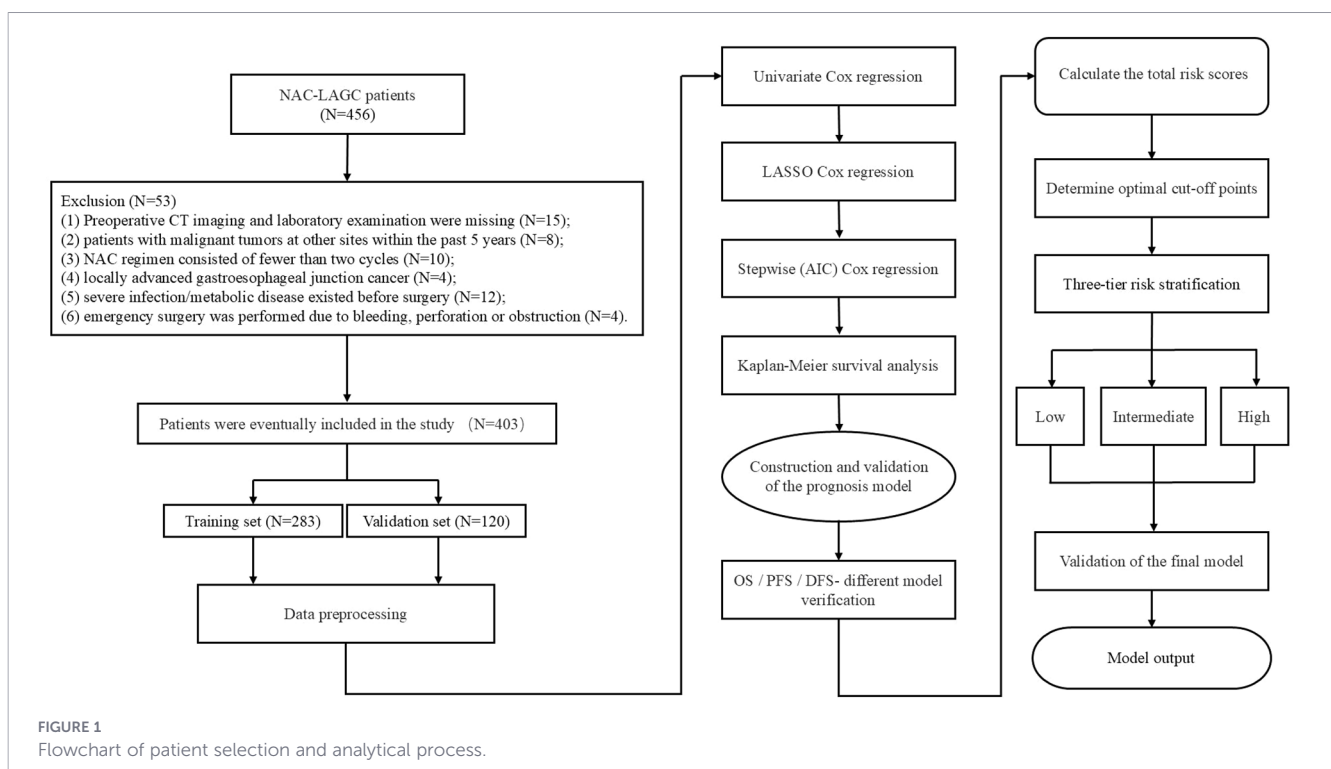 NAC-LAGC patients
(N=456)
Exclusion (N=53)
(1) Preoperative CT imaging and laboratory examination were missing (N=15);
(2) patients with malignant tumors at other sites within the past 5 years (N=8);
(3) NAC regimen consisted of fewer than two cycles (N=10);
(4) locally advanced gastroesophageal junction cancer (N=4);
(5) severe infection/metabolic disease existed before surgery (N=12);
(6) emergency surgery was performed due to bleeding, perforation or obstruction (N=4).
Patients were eventually included in the study （N=403）
Training set (N=283)
Validation set (N=120)
Data preprocessing
Univariate Cox regression
LASSO Cox regression
Stepwise (AIC) Cox regression
Kaplan-Meier survival analysis
Construction and validation
of the prognosis model
OS / PFS / DFS- different model
verification
Calculate the total risk scores
Determine optimal cut-off points
Three-tier risk stratification
Low
Intermediate
High
Validation of the final model
Model output
FIGURE 1
Flowchart of patient selection and analytical process.